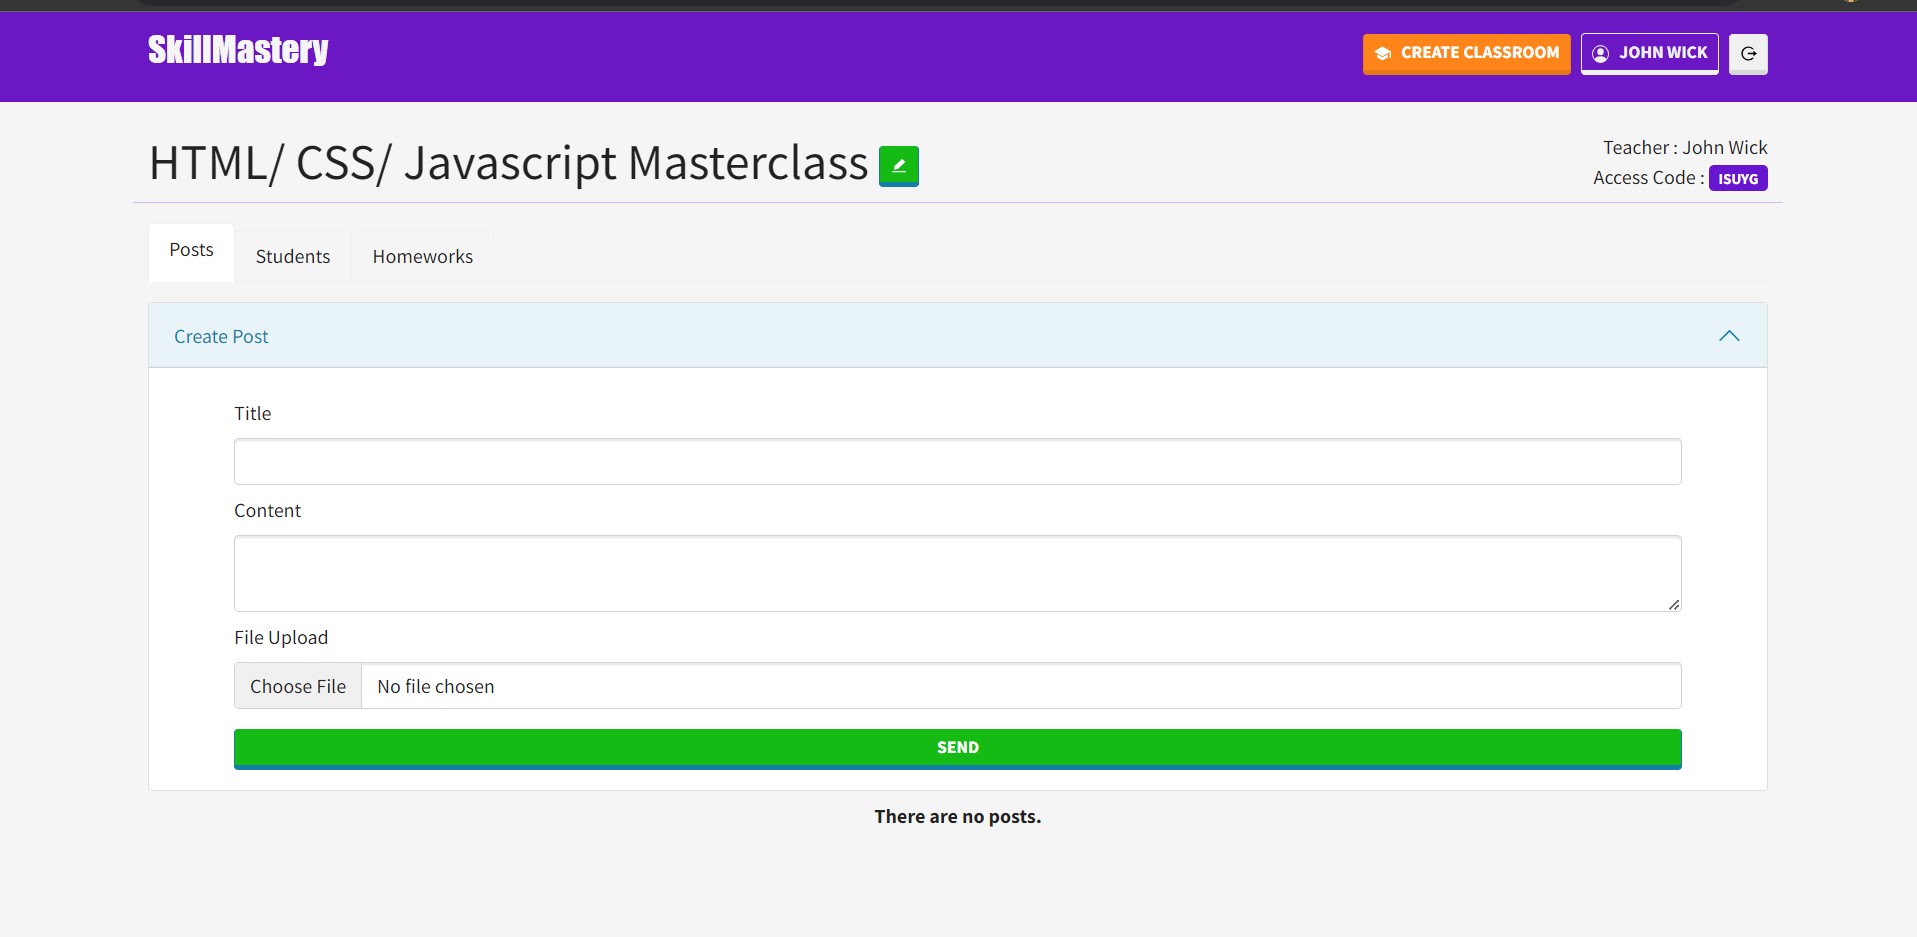 SkillMastery
CREATE CLASSROOM
JOHN WICK
HTML/ CSS/ Javascript Masterclass
Teacher : John Wick
Access Code : ISUYG
Posts
Students
Homeworks
Create Post
Title
Content
File Upload
Choose File
No file chosen
SEND
There are no posts.